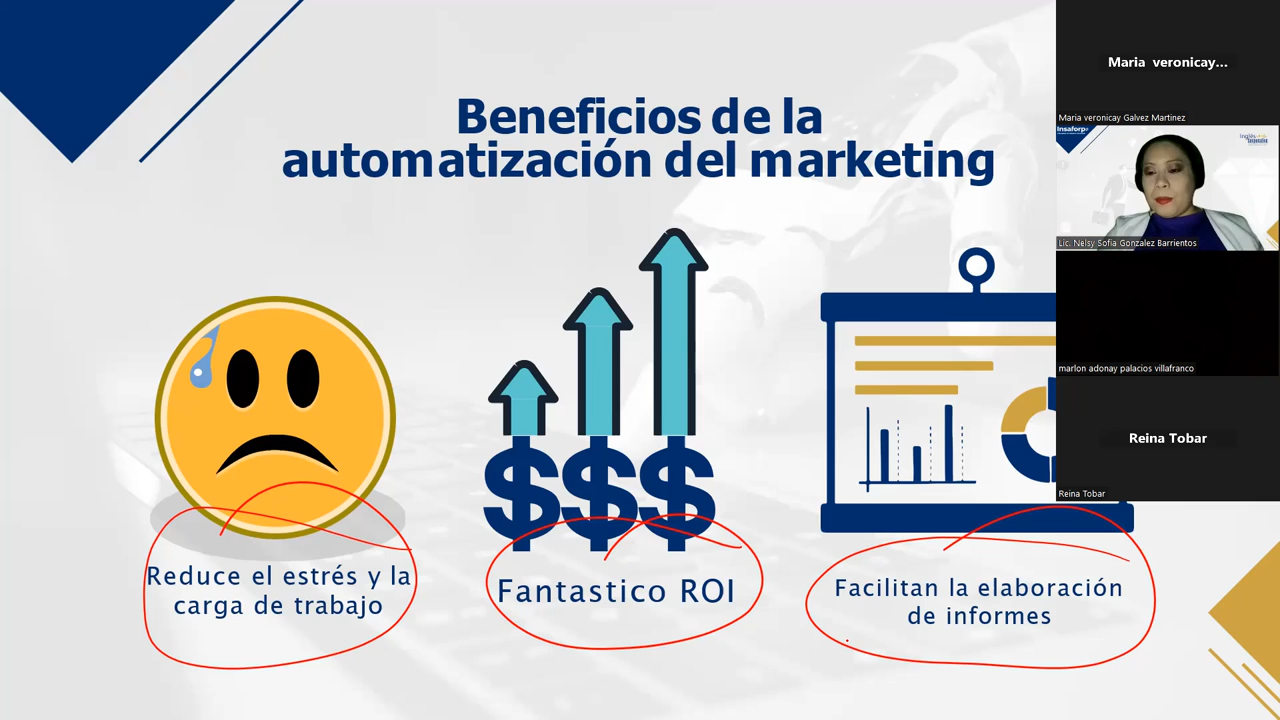 Beneficios de la
automatización del marketing
$$$
Reduce el estrés y la
carga de trabajo
Fantastico ROI
Facilitan la elaboración
de informes
Maria veronicay...
Maria veronicay Galvez Martinez
Insaforp
Inglés
Lic. Nelsy Sofia Gonzalez Barrientos
marlon adonay palacios villafranco
Reina Tobar
Reina Tobar